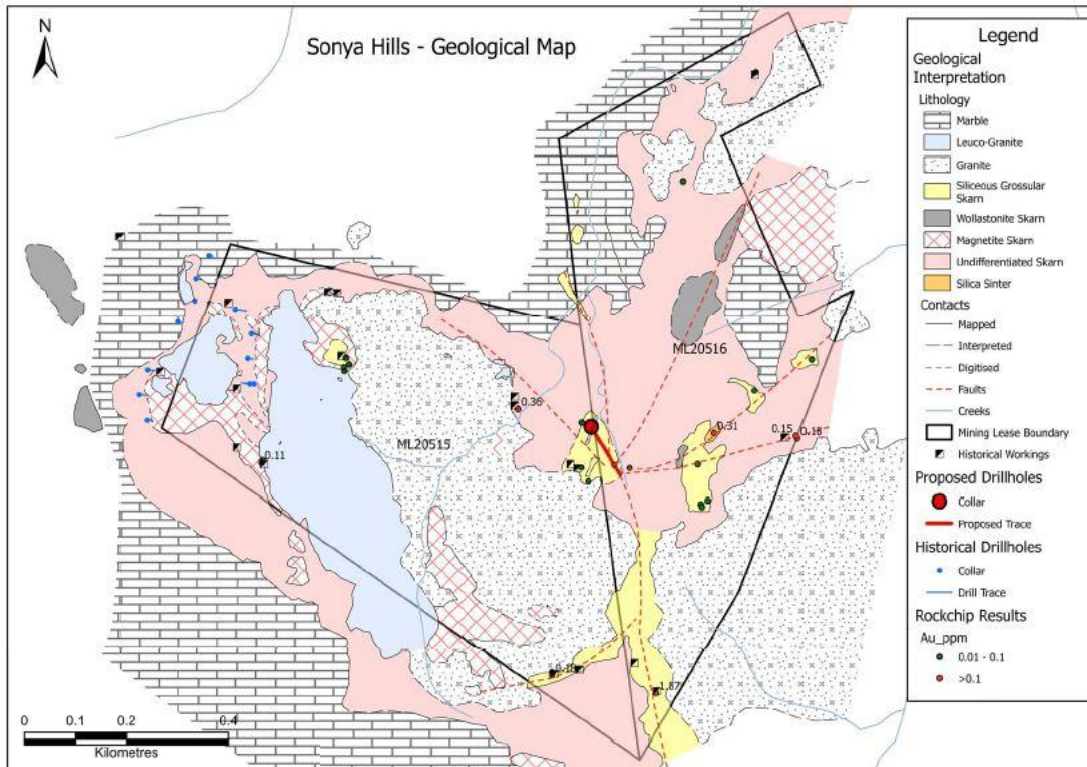 N
Sonya Hills - Geological Map
ML20516
0.36
0.31
0.15
0.18
ML20515
0.11
0.18
1.87
0
0.1
0.2
0.4
Kilometres
Legend
Geological
Interpretation
Lithology
Marble
Leuco-Granite
Granite
Siliceous Grossular
Skarn
Wollastonite Skarn
Magnetite Skarn
Undifferentiated Skarn
Silica Sinter
Contacts
Mapped
Interpreted
Digitised
Faults
Creeks
Mining Lease Boundary
Historical Workings
Proposed Drillholes
Collar
Proposed Trace
Historical Drillholes
Collar
Drill Trace
Rockchip Results
Au_ppm
0.01 - 0.1
>0.1